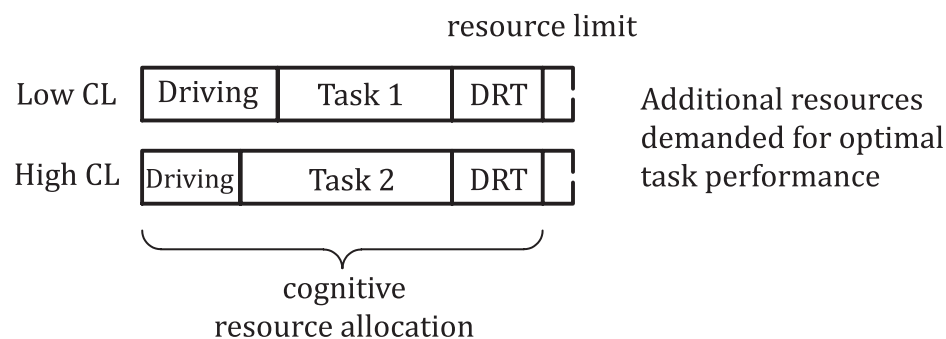 resource limit
Low CL Driving Task 1 DRT
Additional resources
demanded for optimal
task performance
High CL Driving Task 2 DRT
cognitive
resource allocation